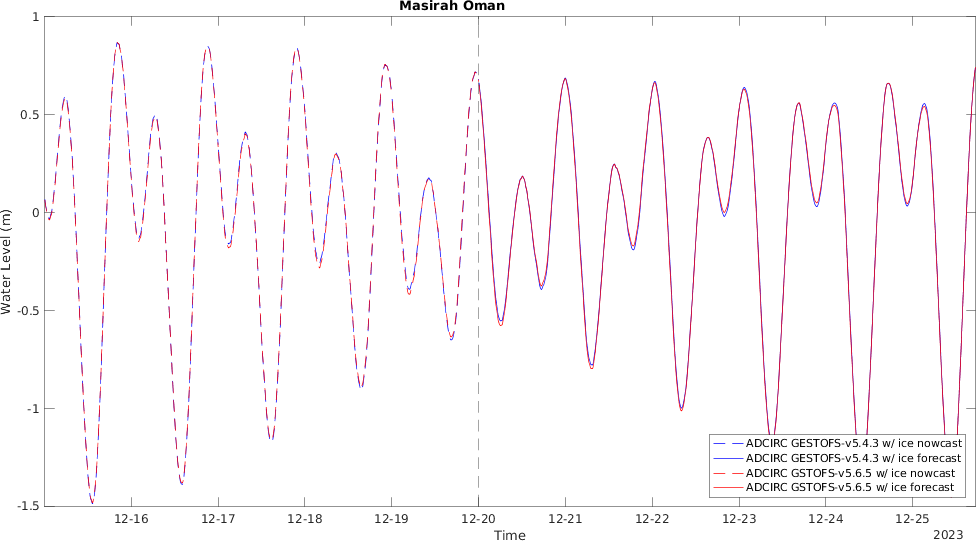 Masirah Oman
1
0.5
0
-0.5
-1
-1.5
Water Level (m)
ADCIRC GESTOFS-v5.4.3 w/ ice nowcast
ADCIRC GESTOFS-v5.4.3 w/ ice forecast
ADCIRC GSTOFS-v5.6.5 w/ ice nowcast
ADCIRC GSTOFS-v5.6.5 w/ ice forecast
12-16 12-17 12-18 12-19 12-20 12-21 12-22 12-23 12-24 12-25
Time
2023